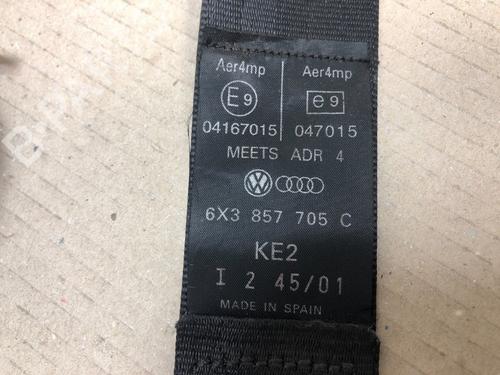 Aer4mp Aer4mp
E9 e9
04167015 047015
MEETS ADR 4
VW
6X3 857 705 C
KE2
I 2 45/01
MADE IN SPAIN